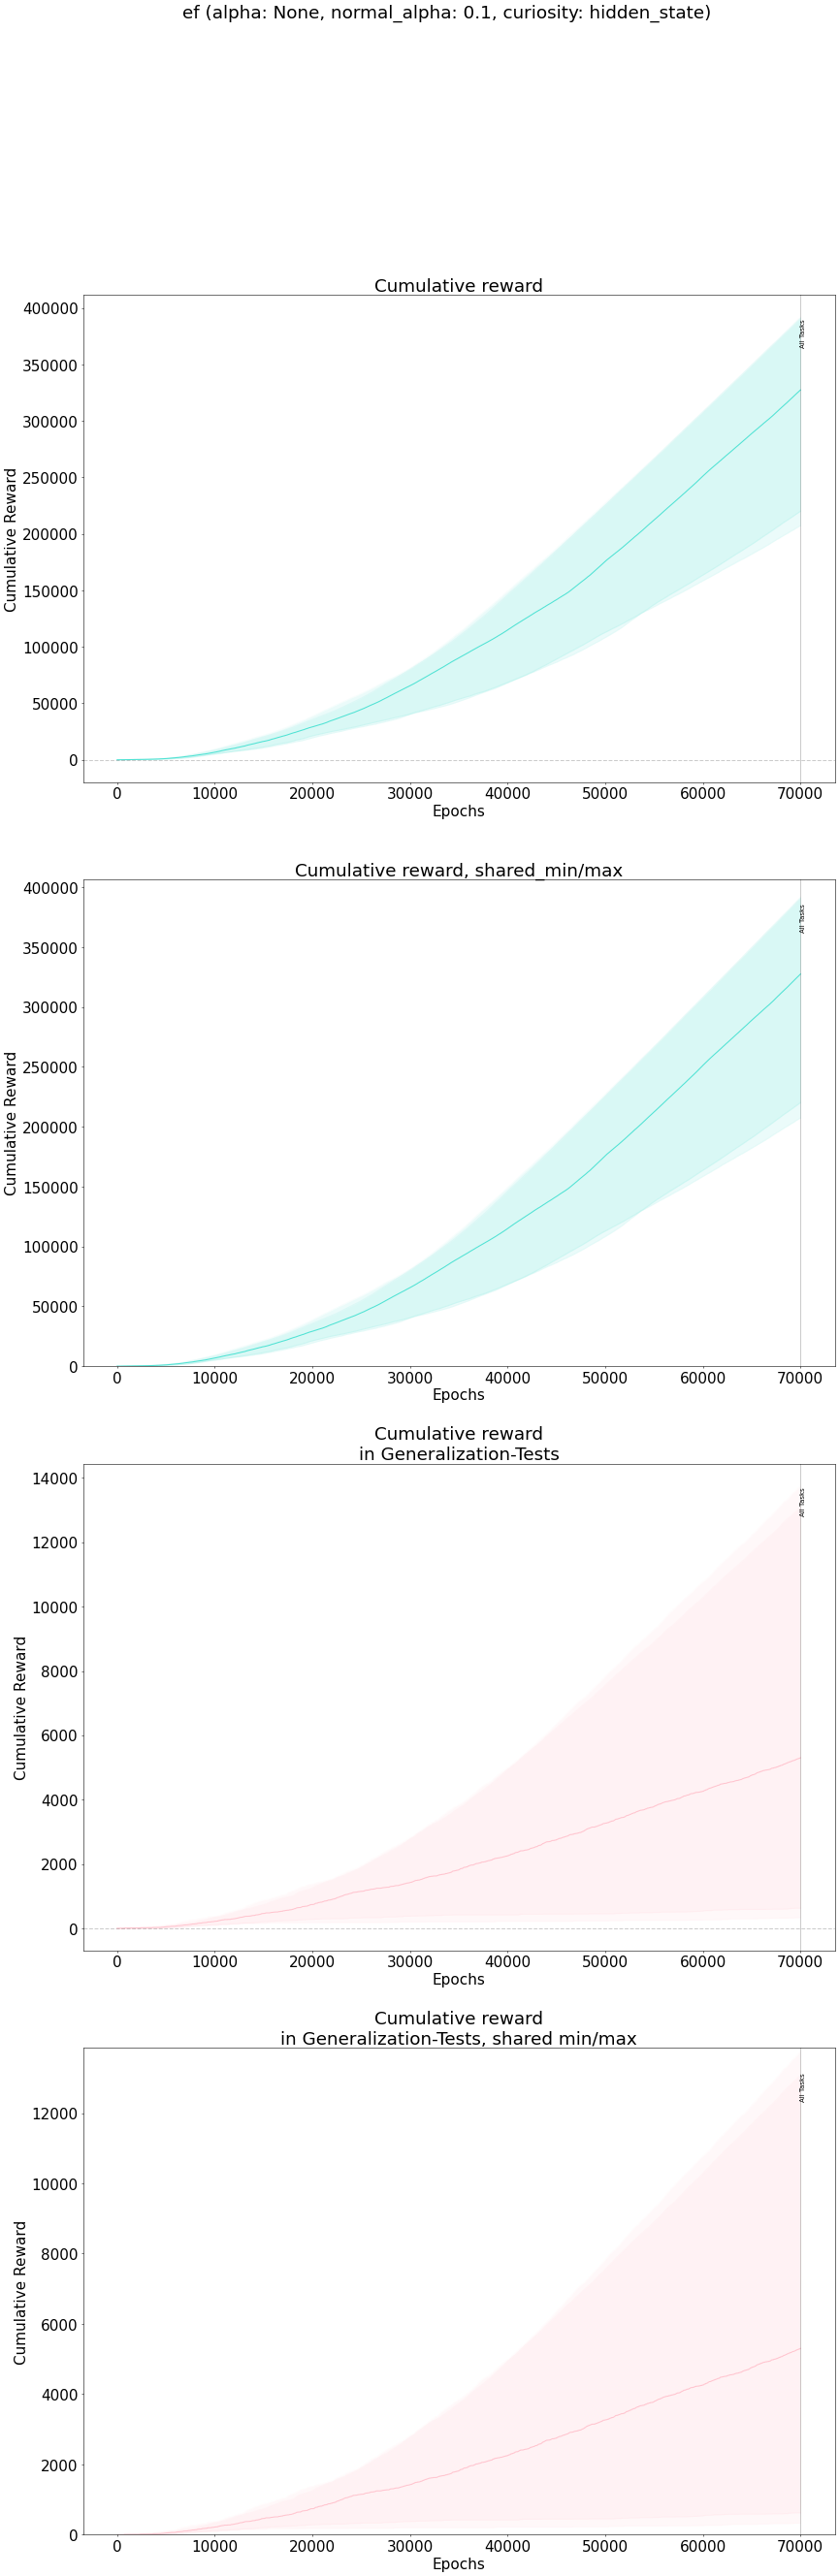 ef (alpha: None, normal_alpha: 0.1, curiosity: hidden_state)
Cumulative reward
400000
350000
300000
250000
200000
150000
100000
50000
0
Cumulative Reward
All Tasks
0 10000 20000 30000 40000 50000 60000 70000
Epochs
Cumulative reward, shared_min/max
400000
350000
300000
250000
200000
150000
100000
50000
0
Cumulative Reward
All Tasks
0 10000 20000 30000 40000 50000 60000 70000
Epochs
Cumulative reward
in Generalization-Tests
14000
12000
10000
8000
6000
4000
2000
0
Cumulative Reward
All Tasks
0 10000 20000 30000 40000 50000 60000 70000
Epochs
Cumulative reward
in Generalization-Tests, shared min/max
12000
10000
8000
6000
4000
2000
0
Cumulative Reward
All Tasks
0 10000 20000 30000 40000 50000 60000 70000
Epochs